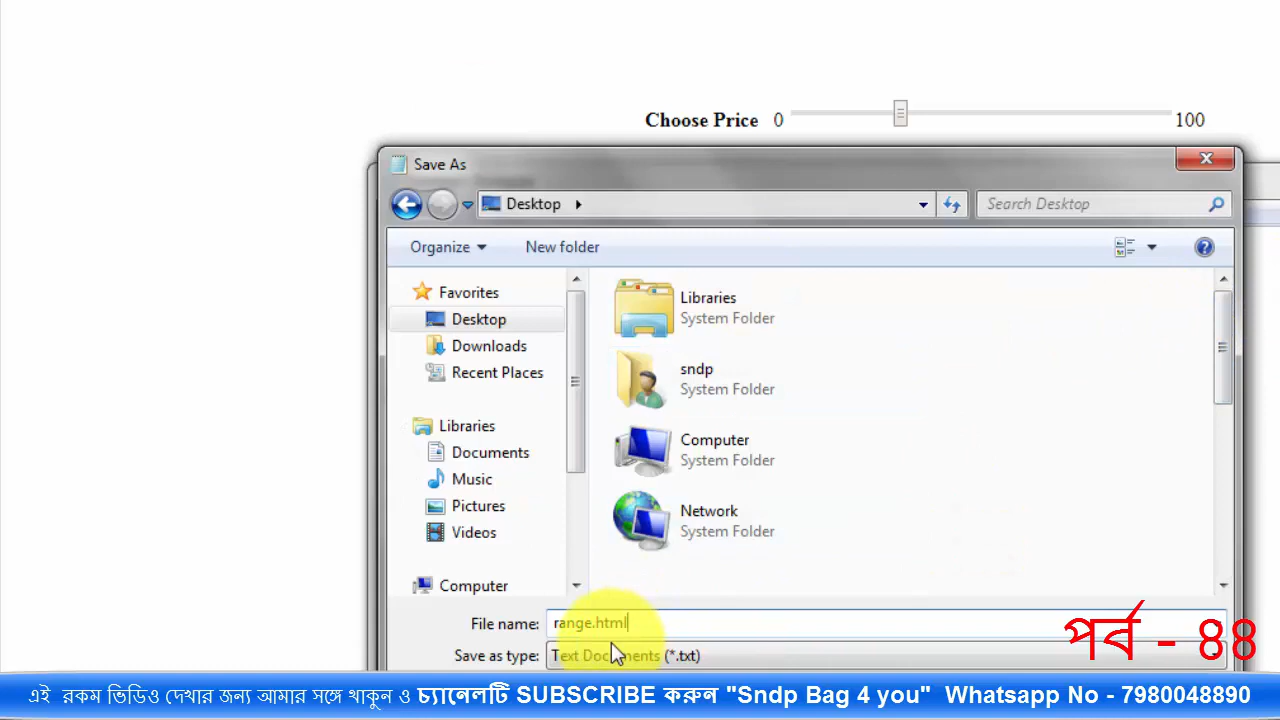 Choose Price 0 100
Save As
Desktop
Search Desktop
Organize New folder
Favorites
Desktop
Downloads
Recent Places
Libraries
Documents
Music
Pictures
Videos
Computer
Libraries
System Folder
sndp
System Folder
Computer
System Folder
Network
System Folder
File name: range.html
Save as type: Text Documents (*.txt)
পর্ব - 88
এই রকম ভিডিও দেখার জন্য আমার সঙ্গে থাকুন ও চ্যানেলটি SUBSCRIBE করুন "Sndp Bag 4 you" Whatsapp No - 7980048890